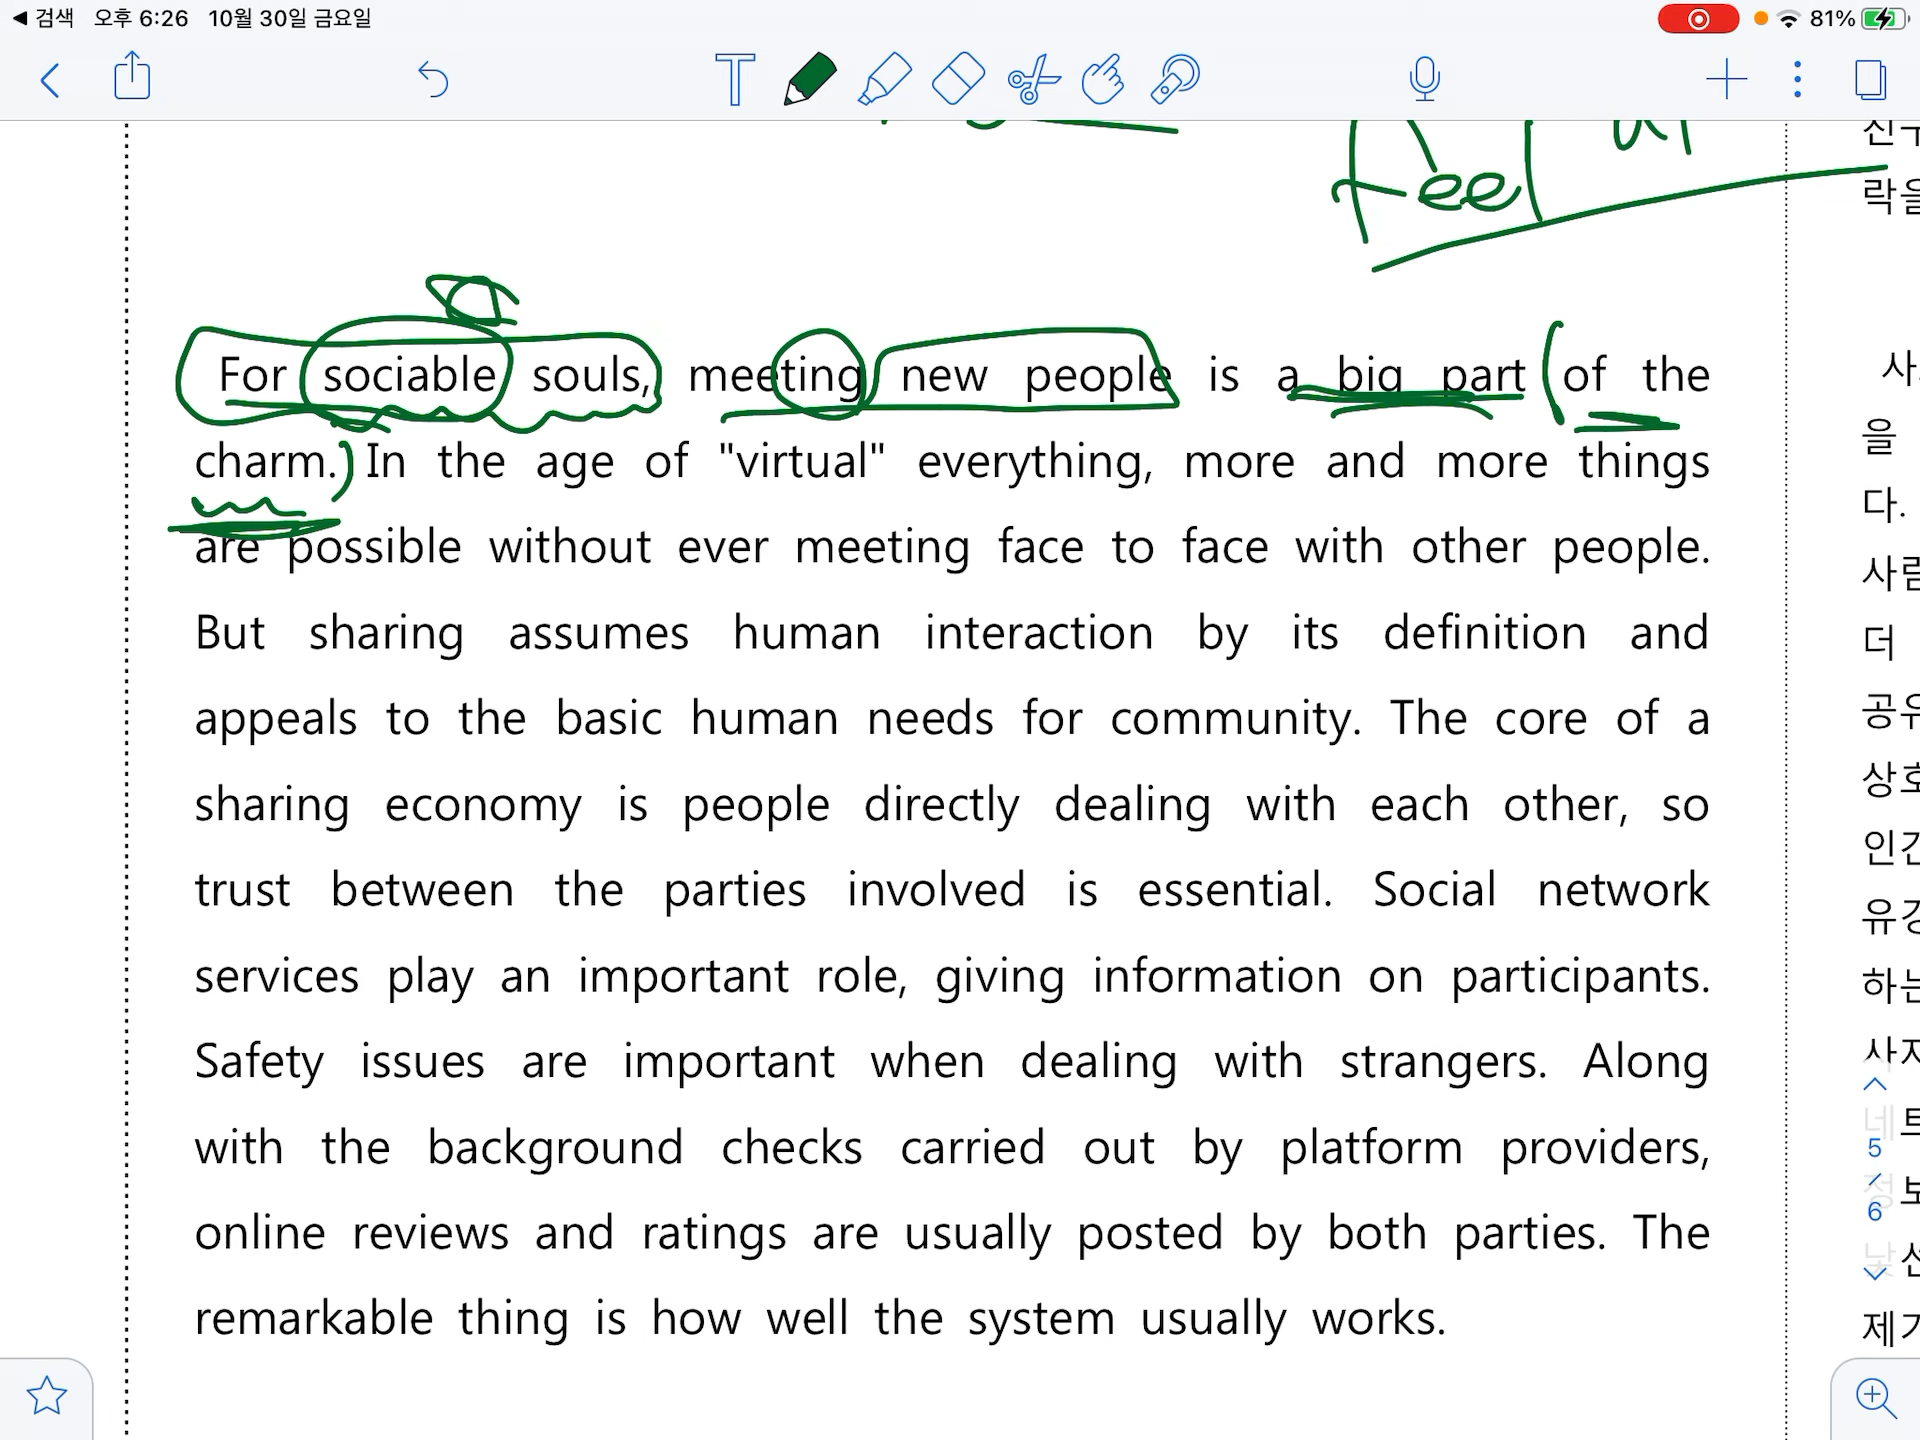 검색 오후 6:26 10월 30일 금요일 81%
feel
For sociable souls, meeting new people is a big part of the
charm. In the age of "virtual" everything, more and more things
are possible without ever meeting face to face with other people.
But sharing assumes human interaction by its definition and
appeals to the basic human needs for community. The core of a
sharing economy is people directly dealing with each other, so
trust between the parties involved is essential. Social network
services play an important role, giving information on participants.
Safety issues are important when dealing with strangers. Along
with the background checks carried out by platform providers,
online reviews and ratings are usually posted by both parties. The
remarkable thing is how well the system usually works.
락을
을
다.
더
5
6